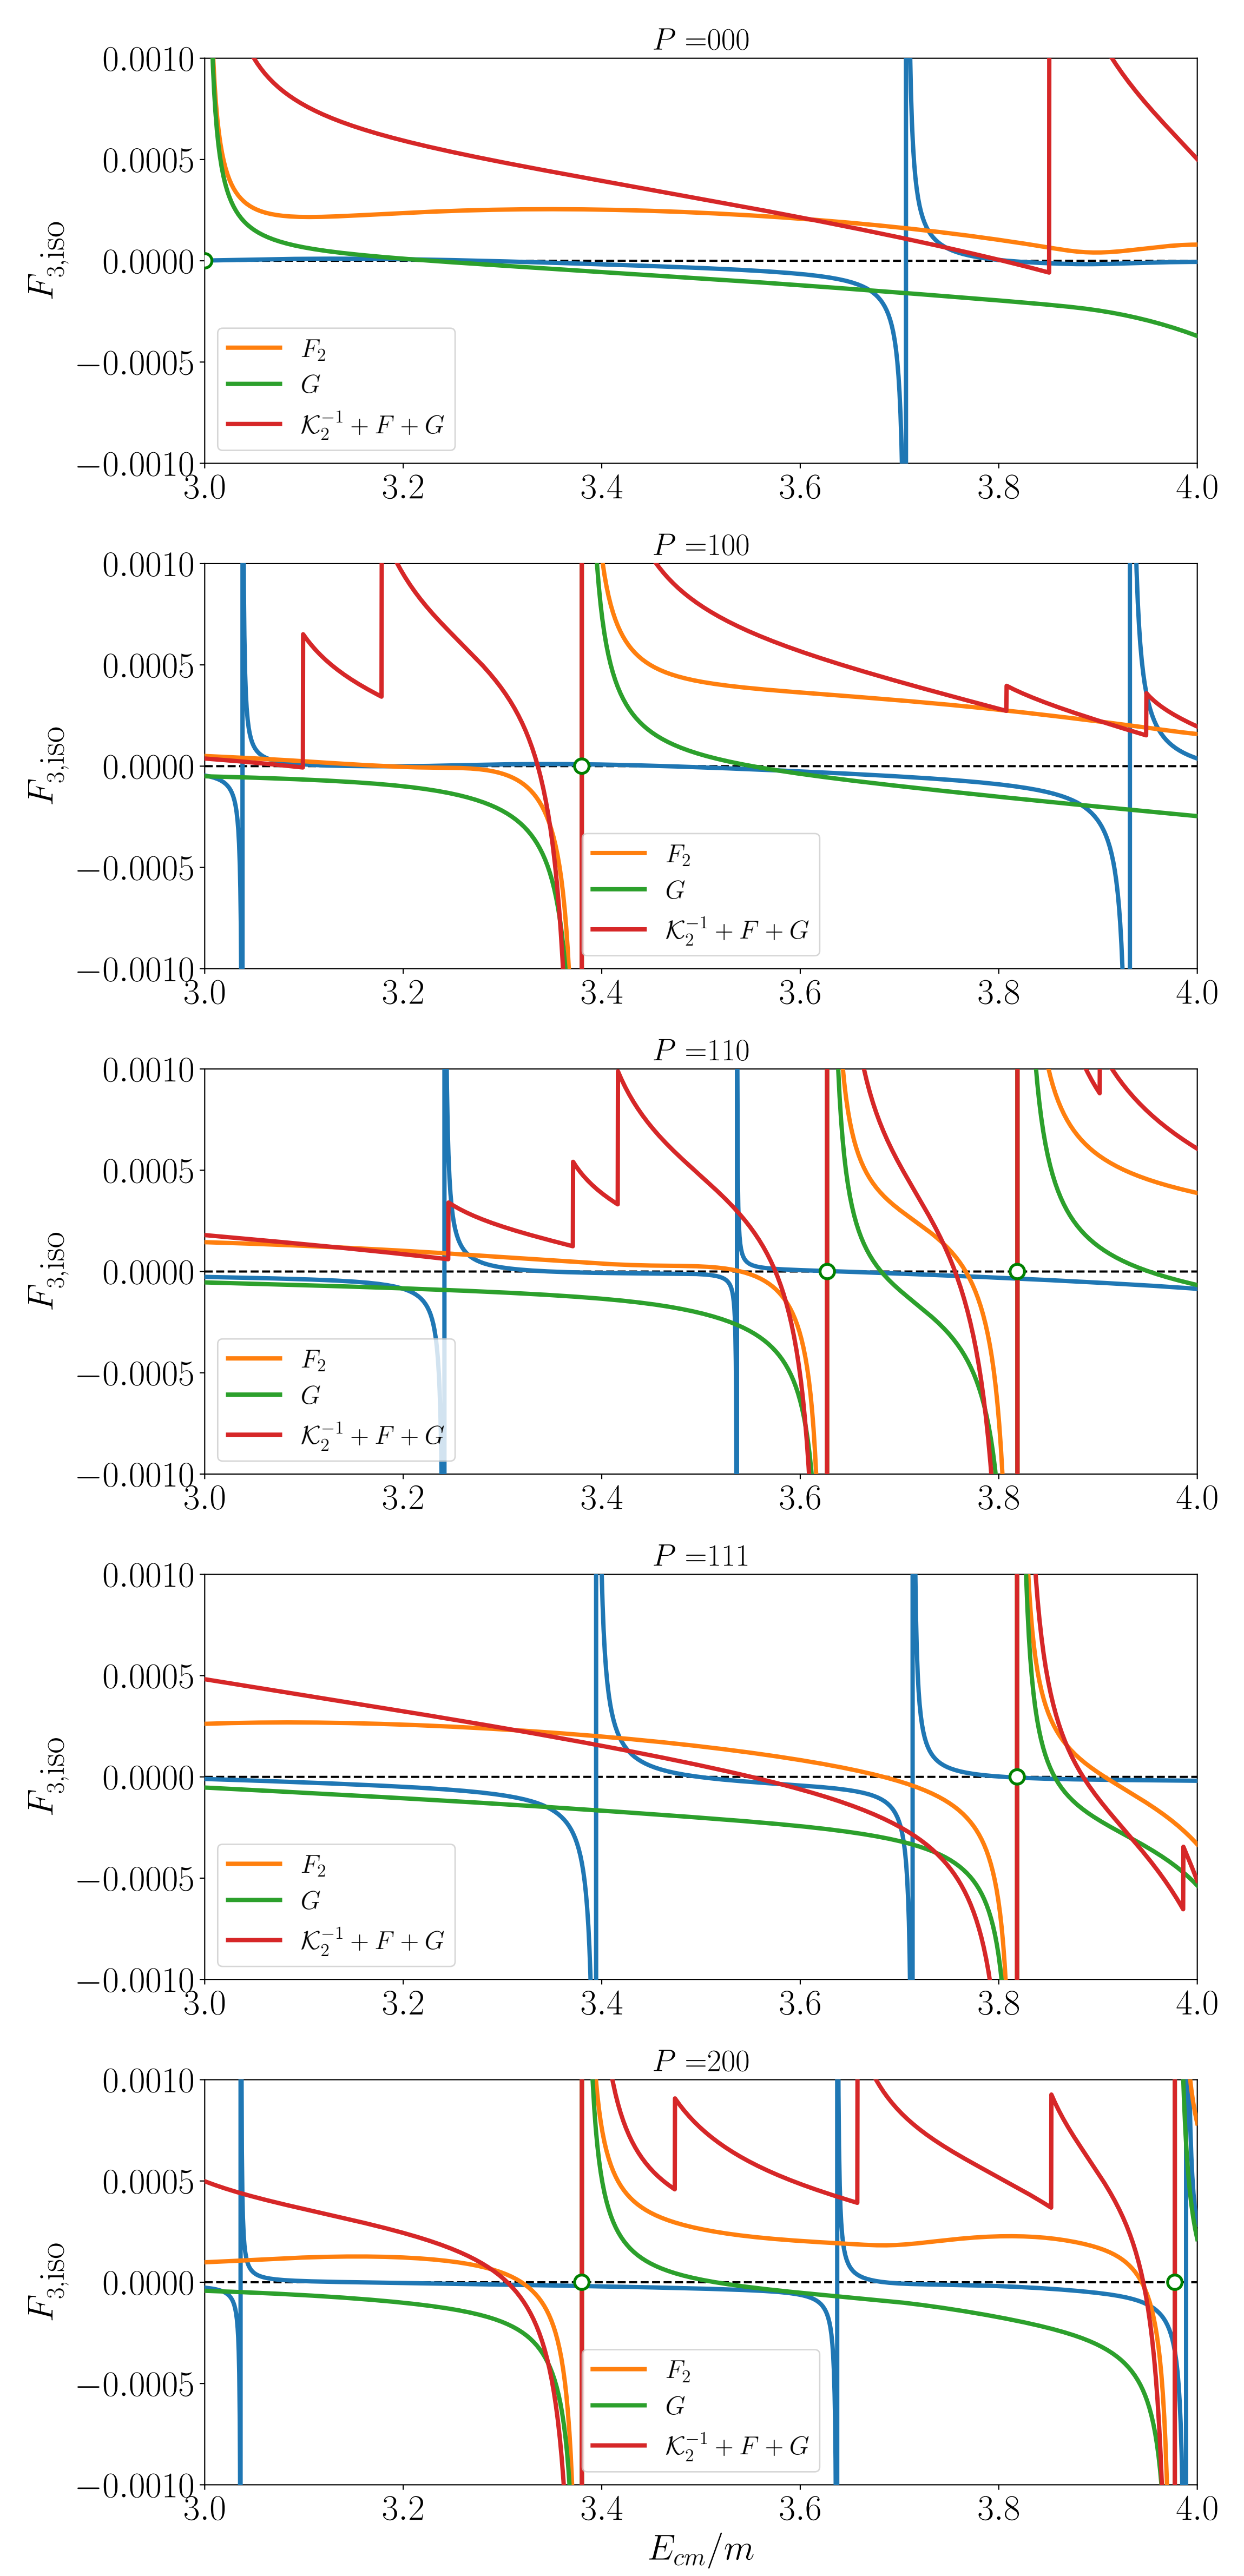 P =000
0.0010
0.0005
0.0000
−0.0005
−0.0010
F3,iso
F2
G
K2−1 + F + G
3.0 3.2 3.4 3.6 3.8 4.0
P =100
0.0010
0.0005
0.0000
−0.0005
−0.0010
F3,iso
F2
G
K2−1 + F + G
3.0 3.2 3.4 3.6 3.8 4.0
P =110
0.0010
0.0005
0.0000
−0.0005
−0.0010
F3,iso
F2
G
K2−1 + F + G
3.0 3.2 3.4 3.6 3.8 4.0
P =111
0.0010
0.0005
0.0000
−0.0005
−0.0010
F3,iso
F2
G
K2−1 + F + G
3.0 3.2 3.4 3.6 3.8 4.0
P =200
0.0010
0.0005
0.0000
−0.0005
−0.0010
F3,iso
F2
G
K2−1 + F + G
3.0 3.2 3.4 3.6 3.8 4.0
Ecm/m